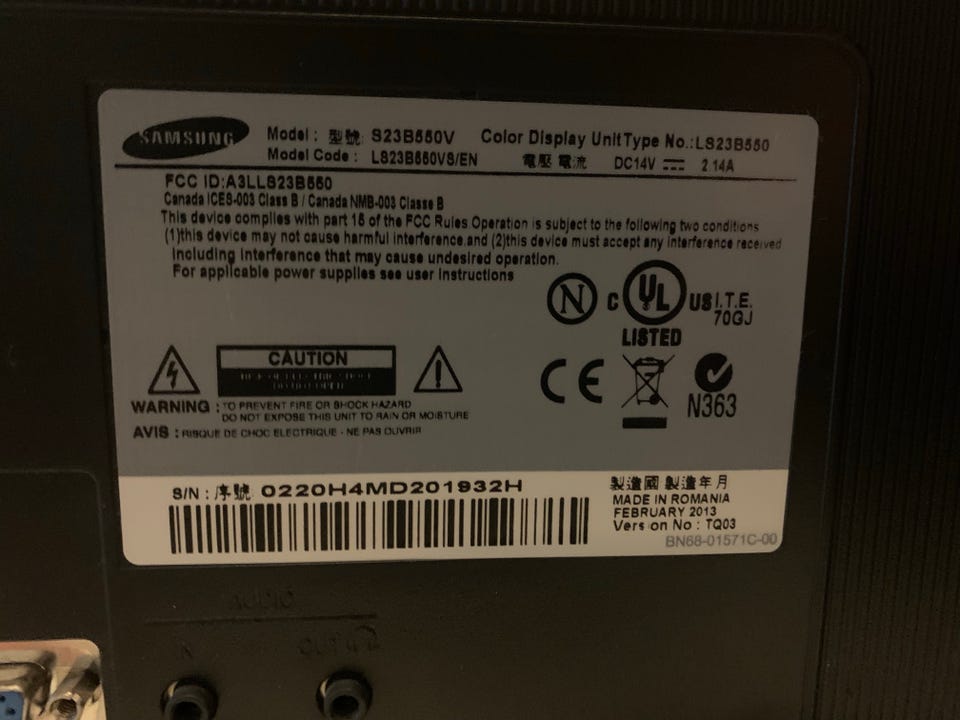 SAMSUNG
Model : 型號 S23B550V Color Display Unit Type No.:LS23B550
Model Code : LS23B550VS/EN 電壓 電流 DC14V 2.14A
FCC ID:A3LLS23B550
Canada ICES-003 Class B / Canada NMB-003 Classe B
This device complies with part 15 of the FCC Rules Operation is subject to the following two conditions
(1)this device may not cause harmful interference.and (2)this device must accept any interference received
including interference that may cause undesired operation.
For applicable power supplies see user instructions
N C UL US I.T.E.
70GJ
LISTED
CAUTION
CE N363
WARNING : TO PREVENT FIRE OR SHOCK HAZARD
DO NOT EXPOSE THIS UNIT TO RAIN OR MOISTURE
AVIS : RISQUE DE CHOC ELECTRIQUE - NE PAS OUVRIR
S/N : 序號 0220H4MD201932H
製造國 製造年月
MADE IN ROMANIA
FEBRUARY 2013
Vers on No : TQ03
BN68-01571C-00
AUDIO
IN OUT